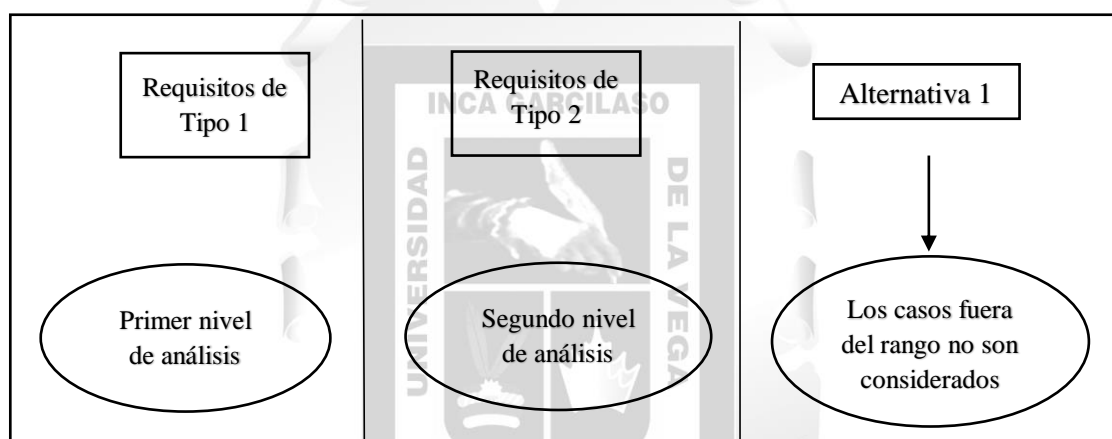 Requisitos de
Tipo 1
Requisitos de
Tipo 2
Alternativa 1
INCA GARCILASO
UNIVERSIDAD
DE LA VEGA
Primer nivel
de análisis
Segundo nivel
de análisis
Los casos fuera
del rango no son
considerados